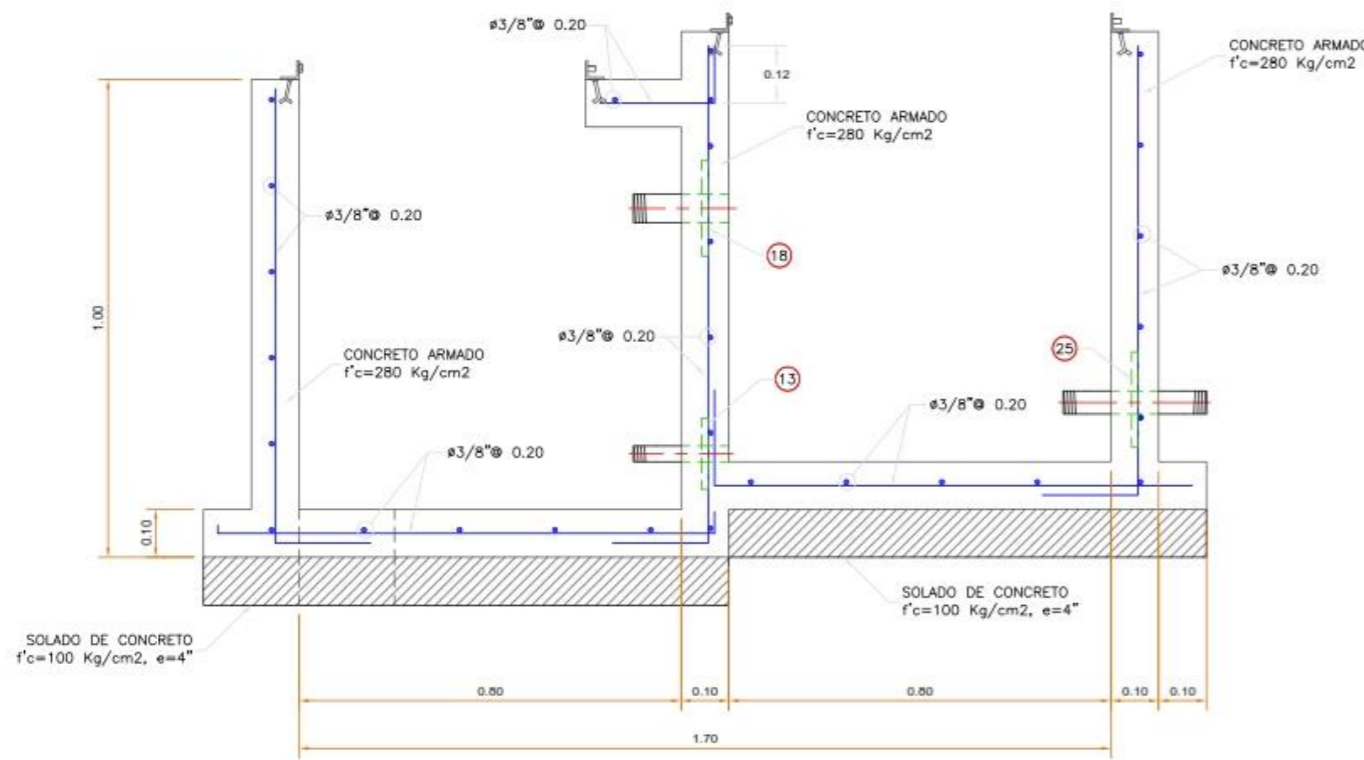 ø3/8"@ 0.20
0.12
CONCRETO ARMADO
f'c=280 Kg/cm2
CONCRETO ARMADO
f'c=280 Kg/cm2
ø3/8"@ 0.20
18
ø3/8"@ 0.20
1.00
ø3/8"@ 0.20
CONCRETO ARMADO
f'c=280 Kg/cm2
25
13
ø3/8"@ 0.20
ø3/8"@ 0.20
0.10
SOLADO DE CONCRETO
f'c=100 Kg/cm2, e=4"
SOLADO DE CONCRETO
f'c=100 Kg/cm2, e=4"
0.80
0.10
0.80
0.10
0.10
1.70